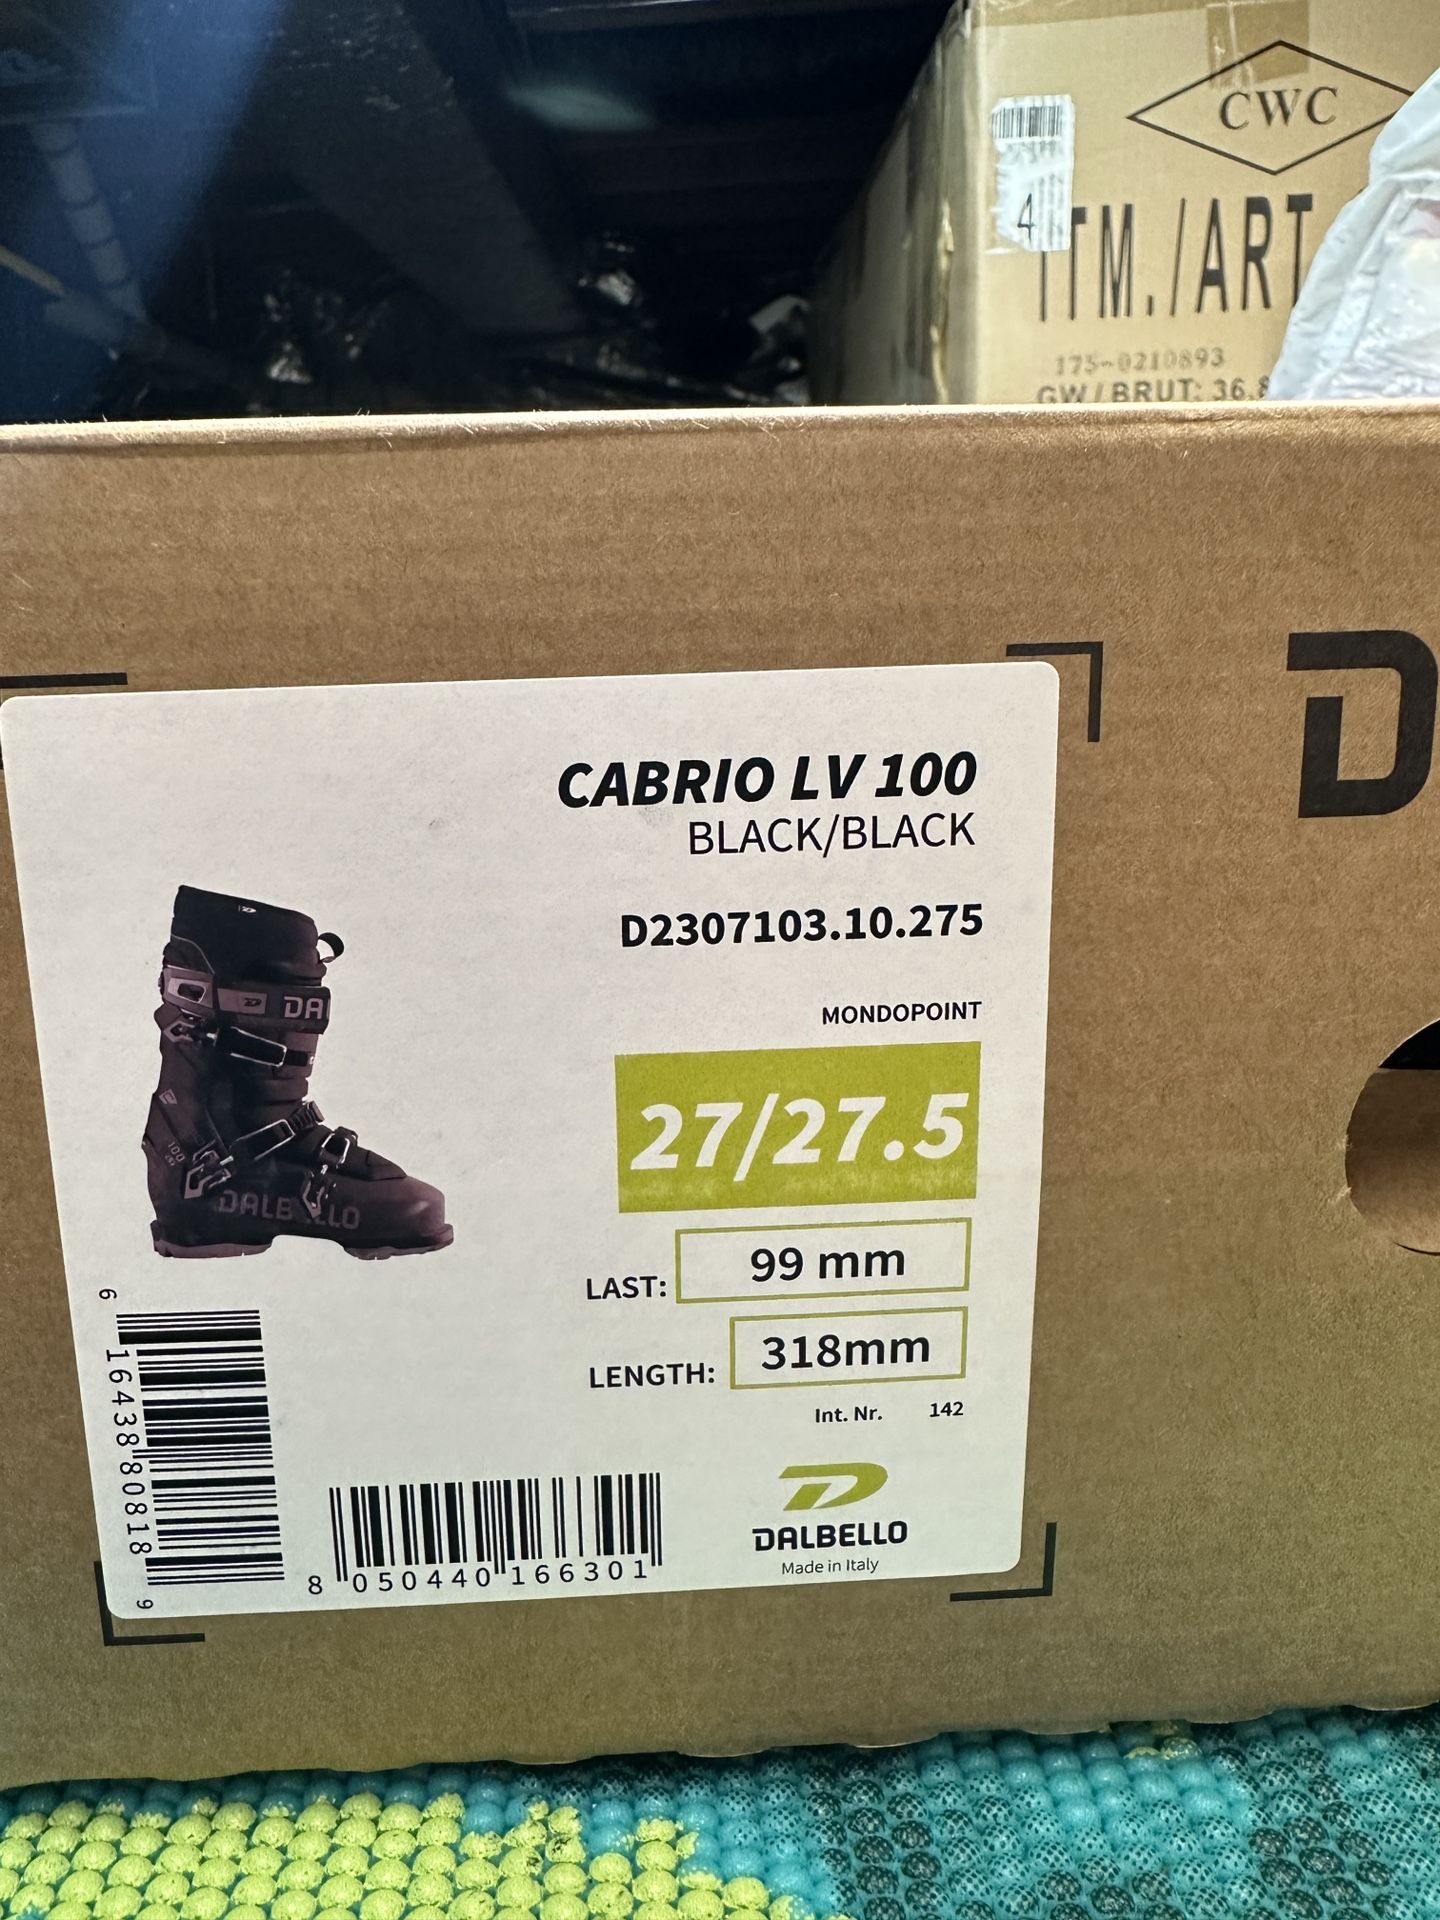 CWC
4
ITM./ART
175-0210893
GW/BRUT: 36.8
D
CABRIO LV 100
BLACK/BLACK
D2307103.10.275
MONDOPOINT
27/27.5
LAST: 99 mm
LENGTH: 318mm
Int. Nr. 142
DALBELLO
Made in Italy
6 16438 80818 9
8 050440 166301